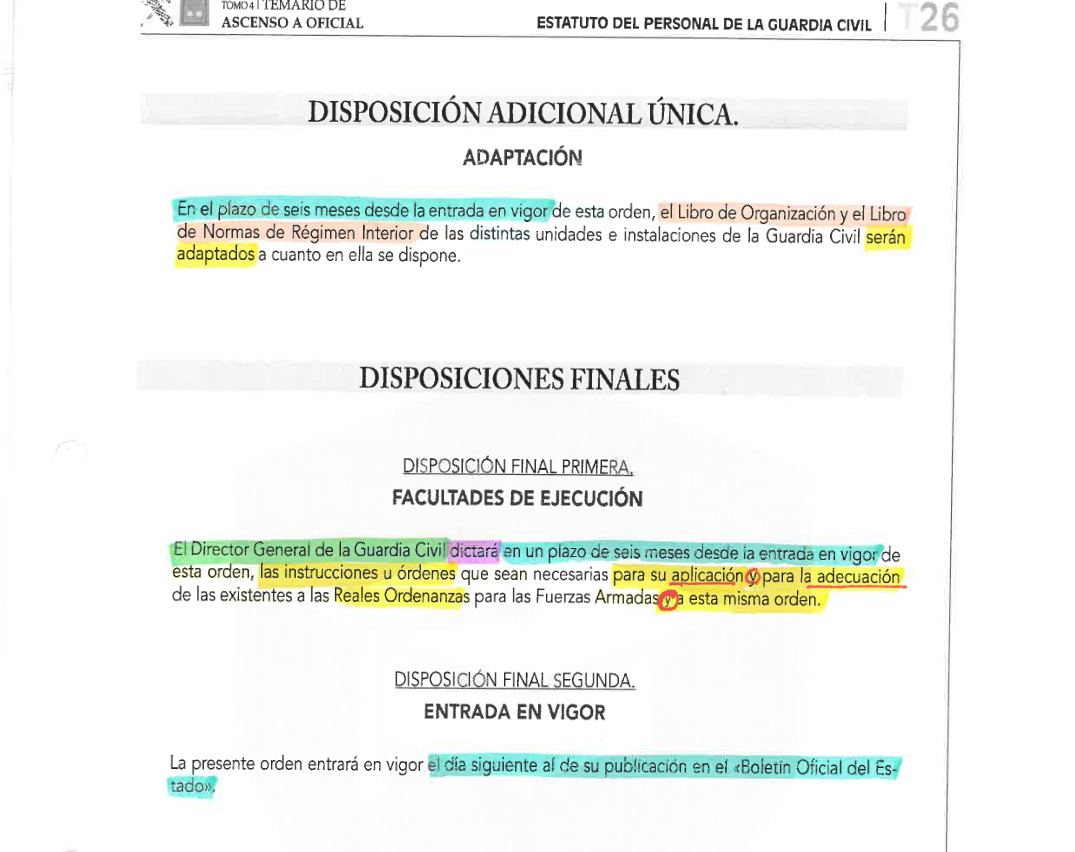 TOMO 4 | TEMARIO DE
ASCENSO A OFICIAL
ESTATUTO DEL PERSONAL DE LA GUARDIA CIVIL
T26
DISPOSICIÓN ADICIONAL ÚNICA.
ADAPTACIÓN
En el plazo de seis meses desde la entrada en vigor de esta orden, el Libro de Organización y el Libro
de Normas de Régimen Interior de las distintas unidades e instalaciones de la Guardia Civil serán
adaptados a cuanto en ella se dispone.
DISPOSICIONES FINALES
DISPOSICIÓN FINAL PRIMERA.
FACULTADES DE EJECUCIÓN
El Director General de la Guardia Civil dictará en un plazo de seis meses desde la entrada en vigor de
esta orden, las instrucciones u órdenes que sean necesarias para su aplicación y para la adecuación
de las existentes a las Reales Ordenanzas para las Fuerzas Armadas y a esta misma orden.
DISPOSICIÓN FINAL SEGUNDA.
ENTRADA EN VIGOR
La presente orden entrará en vigor el día siguiente al de su publicación en el «Boletín Oficial del Es-
tado».